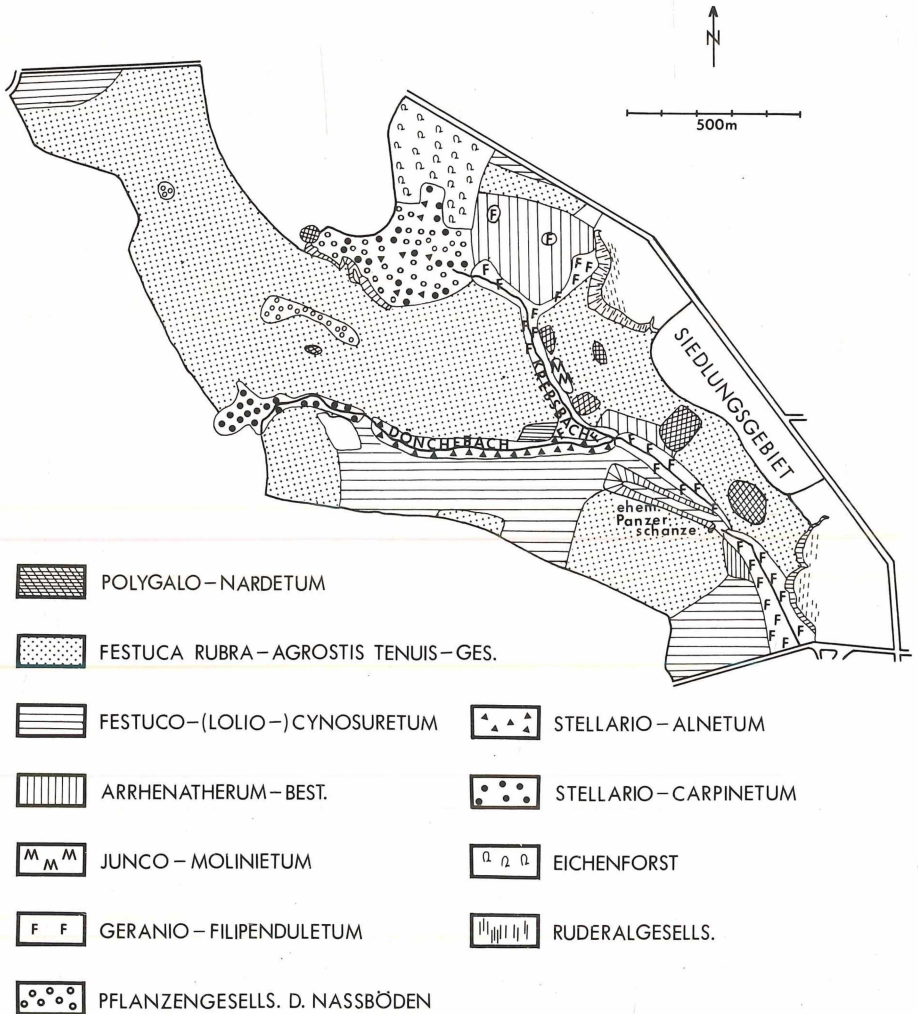 N
500m
SIEDLUNGSGEBIET
KREBSBACH
DÖNCHEBACH
ehem.
Panzer
schanze
POLYGALO-NARDETUM
FESTUCA RUBRA-AGROSTIS TENUIS-GES.
FESTUCO-(LOLIO-)CYNOSURETUM
ARRHENATHERUM-BEST.
M M
M
JUNCO-MOLINIETUM
F F
GERANIO-FILIPENDULETUM
PFLANZENGESELLS. D. NASSBÖDEN
STELLARIO-ALNETUM
STELLARIO-CARPINETUM
EICHENFORST
RUDERALGESELLS.